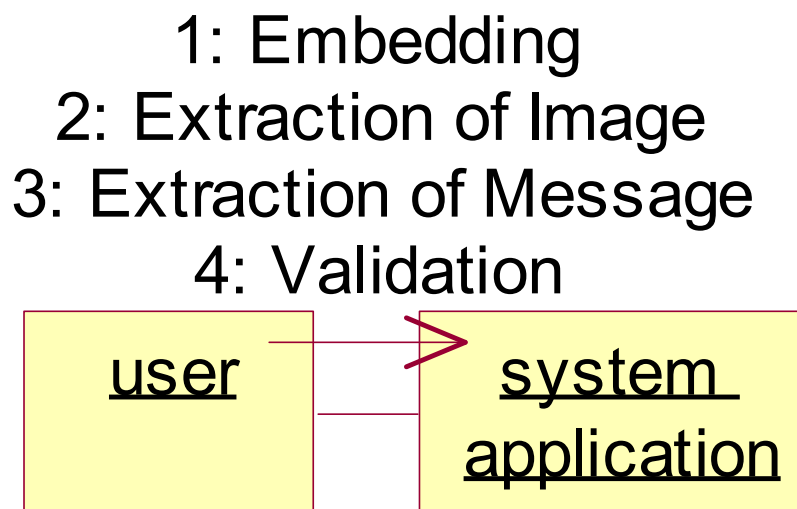 1: Embedding
2: Extraction of Image
3: Extraction of Message
4: Validation
user
system
application